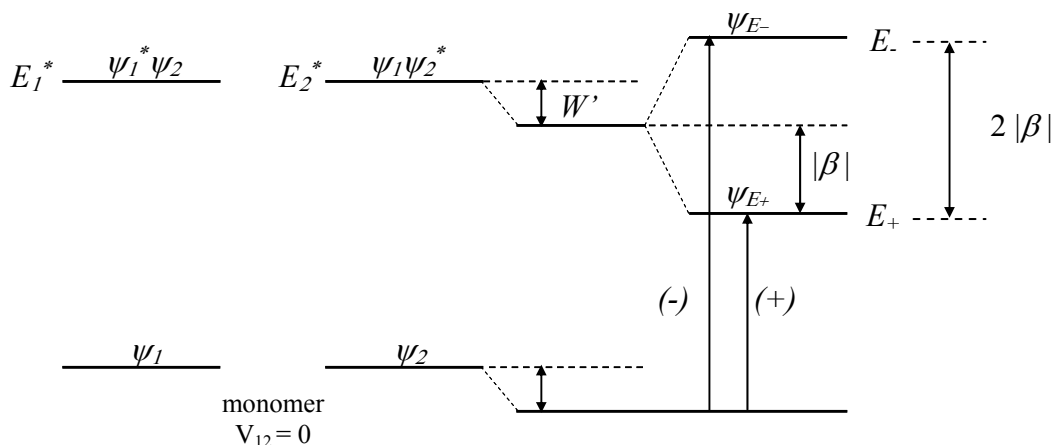 ψE−
E-
E1* ψ1*ψ2 E2* ψ1ψ2*
W’
2 |β|
|β|
ψE+
E+
(-) (+)
ψ1 ψ2
monomer
V12 = 0